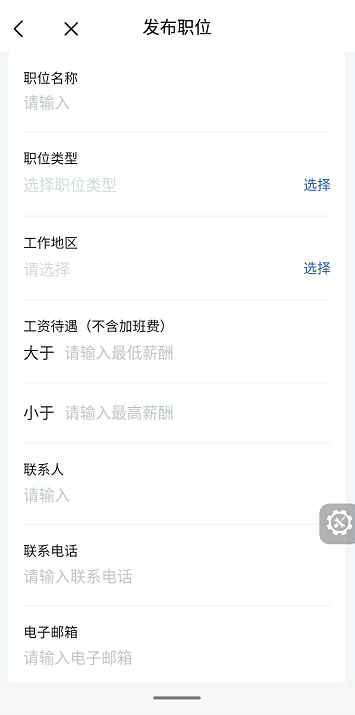 发布职位
职位名称
请输入
职位类型
选择职位类型 选择
工作地区
请选择 选择
工资待遇（不含加班费）
大于 请输入最低薪酬
小于 请输入最高薪酬
联系人
请输入
联系电话
请输入联系电话
电子邮箱
请输入电子邮箱